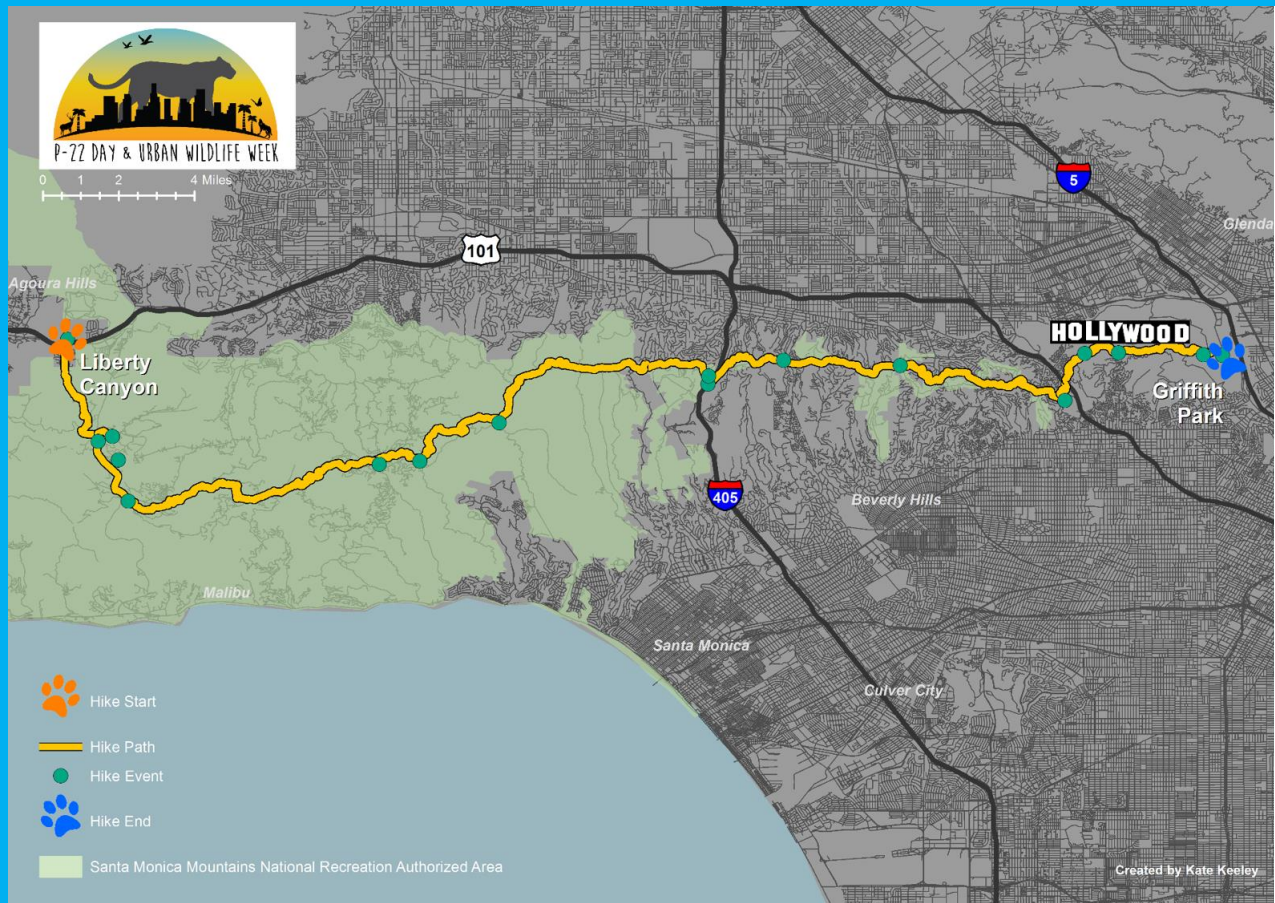 P-22 DAY & URBAN WILDLIFE WEEK
0 1 2 4 Miles
5
Glenda
101
Agoura Hills
HOLLYWOOD
Liberty
Canyon
Griffith
Park
405
Beverly Hills
Malibu
Santa Monica
Culver City
Hike Start
Hike Path
Hike Event
Hike End
Santa Monica Mountains National Recreation Authorized Area
Created by Kate Keeley